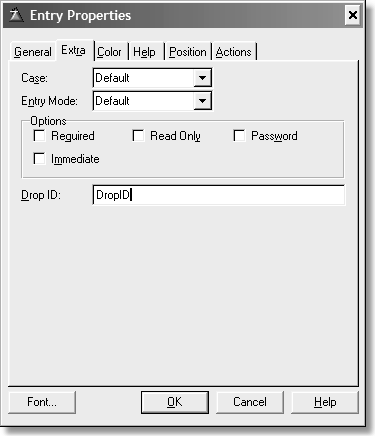 Entry Properties
General Extra Color Help Position Actions
Case: Default
Entry Mode: Default
Options
Required Read Only Password
Immediate
Drop ID: DropID
Font... OK Cancel Help